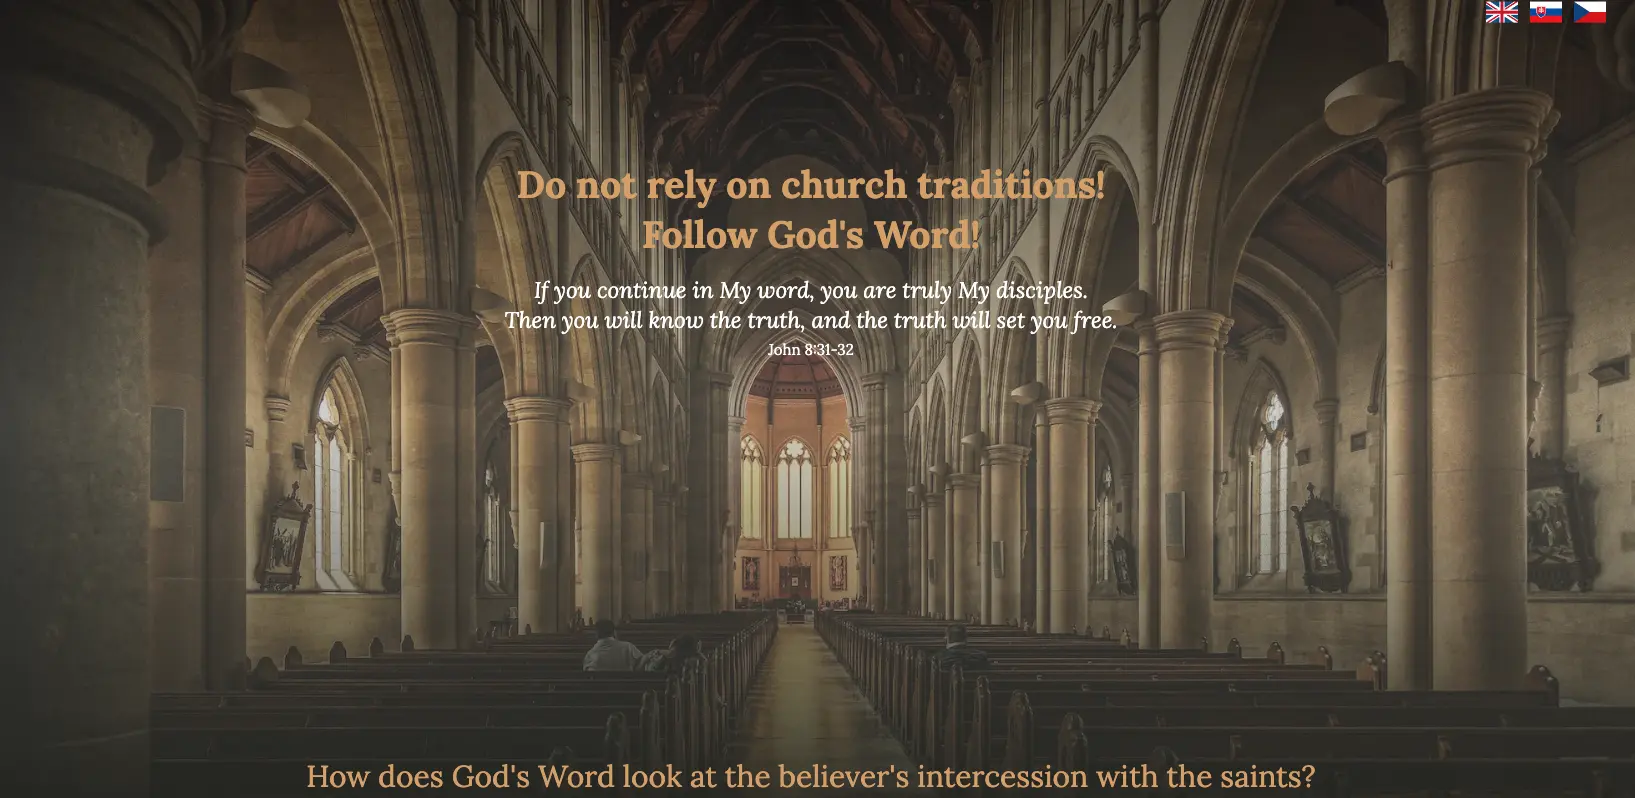 Do not rely on church traditions!
Follow God's Word!
If you continue in My word, you are truly My disciples.
Then you will know the truth, and the truth will set you free.
John 8:31-32
How does God's Word look at the believer's intercession with the saints?